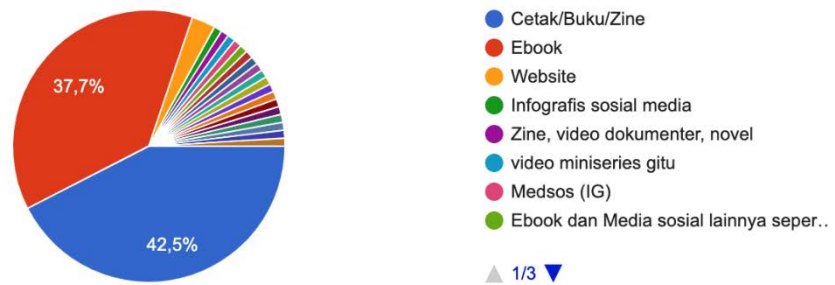 37,7%
42,5%
Cetak/Buku/Zine
Ebook
Website
Infografis sosial media
Zine, video dokumenter, novel
video miniseries gitu
Medsos (IG)
Ebook dan Media sosial lainnya seper…
1/3